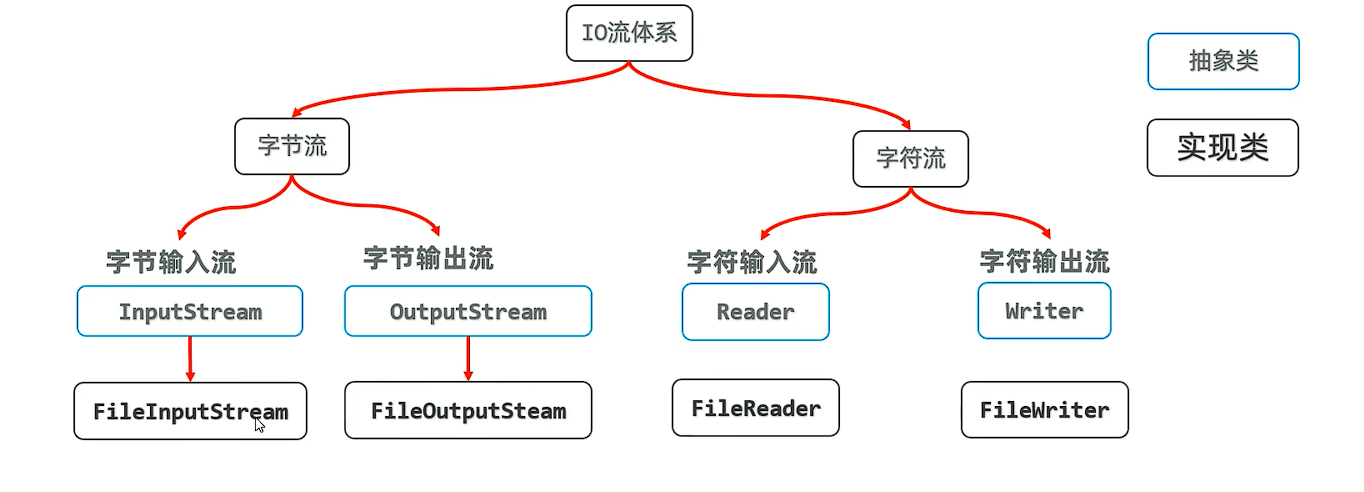 IO流体系
抽象类
字节流
字符流
实现类
字节输入流
字节输出流
字符输入流
字符输出流
InputStream
OutputStream
Reader
Writer
FileInputStream
FileOutputSteam
FileReader
FileWriter